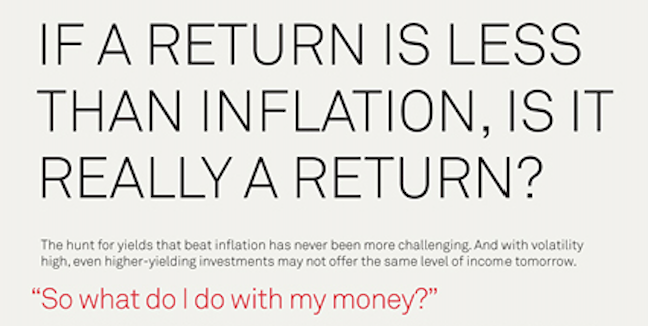 IF A RETURN IS LESS
THAN INFLATION, IS IT
REALLY A RETURN?
The hunt for yields that beat inflation has never been more challenging. And with volatility
high, even higher-yielding investments may not offer the same level of income tomorrow.
“So what do I do with my money?”